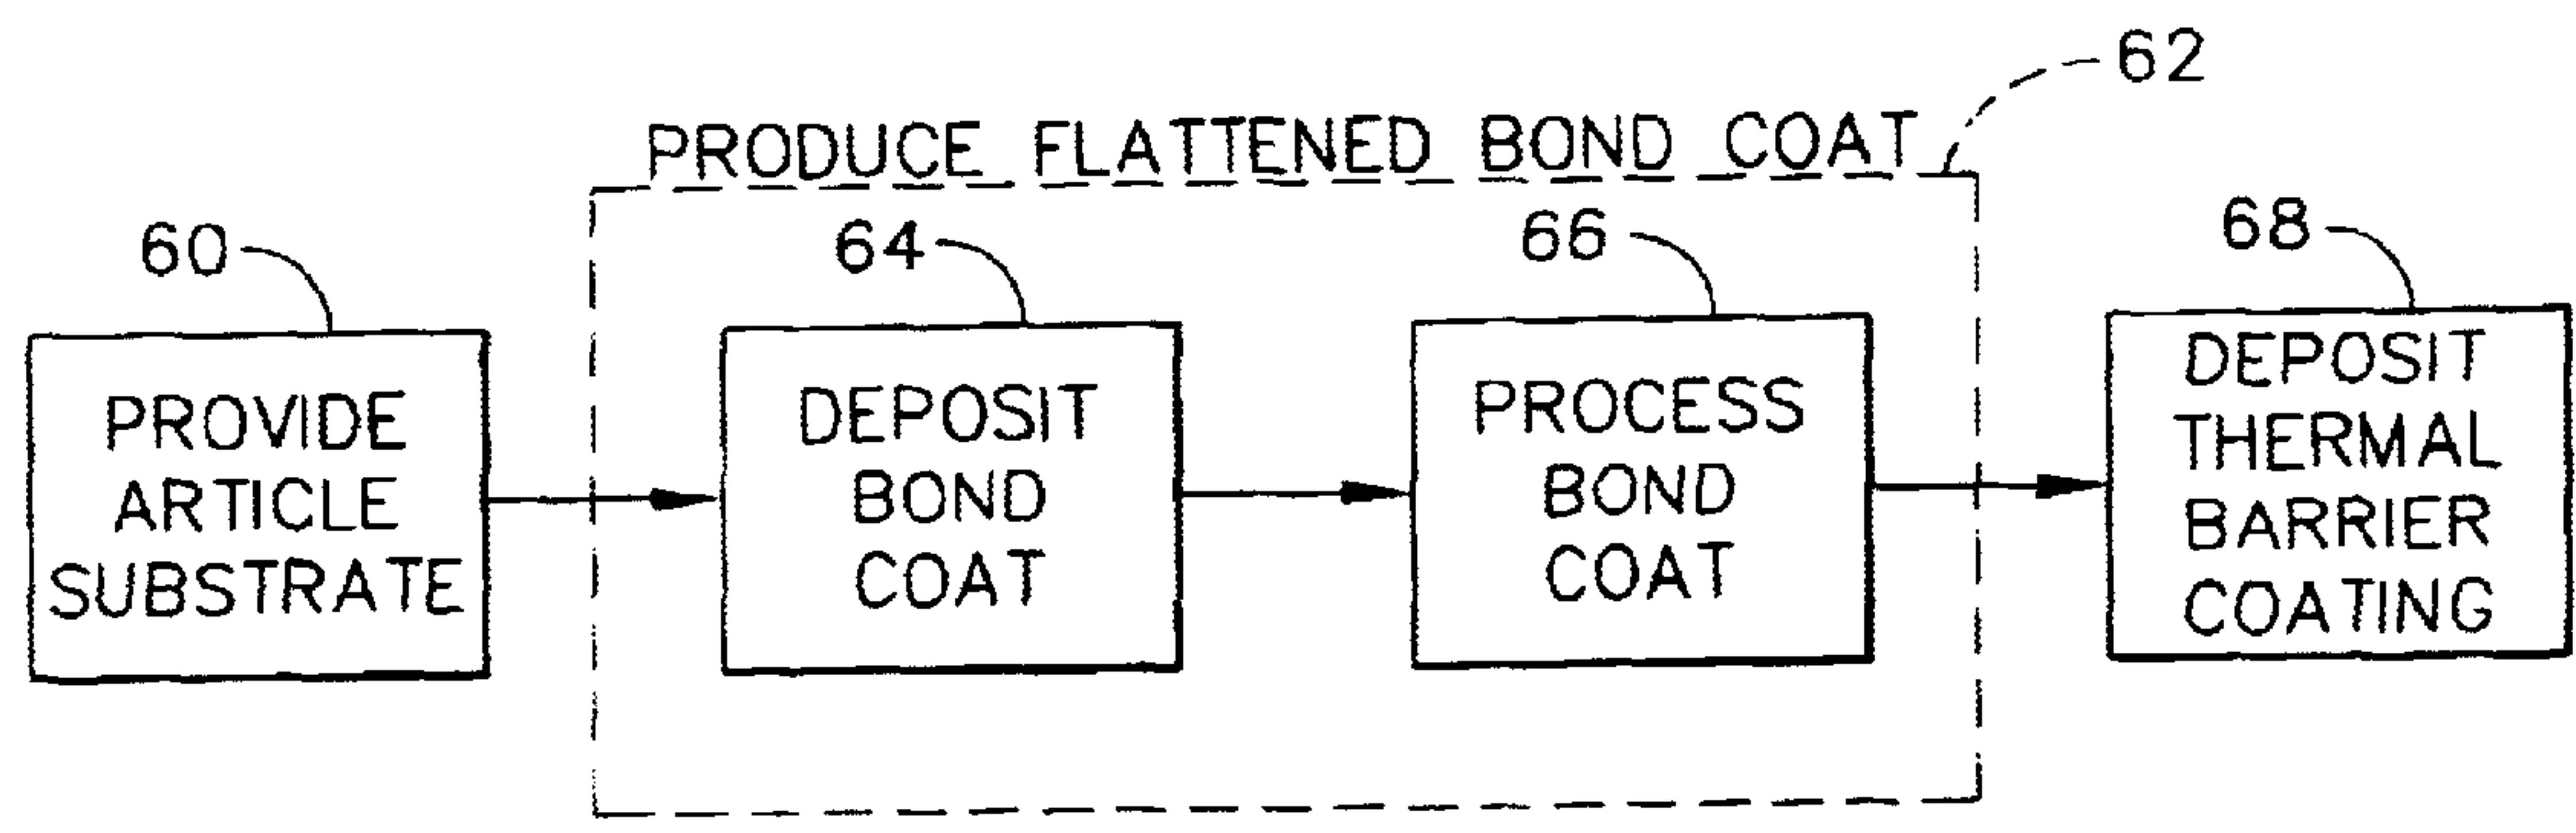 62
PRODUCE FLATTENED BOND COAT
60
64
66
68
PROVIDE
ARTICLE
SUBSTRATE
DEPOSIT
BOND
COAT
PROCESS
BOND
COAT
DEPOSIT
THERMAL
BARRIER
COATING